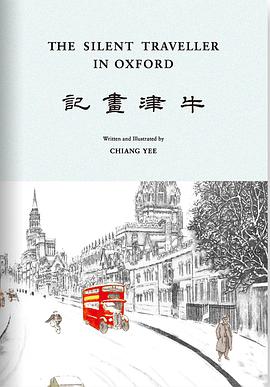 THE SILENT TRAVELLER
IN OXFORD
牛津畫記
Written and Illustrated by
CHIANG YEE